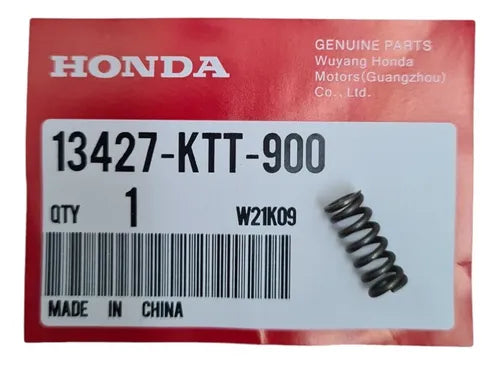 HONDA
GENUINE PARTS
Wuyang Honda
Motors(Guangzhou)
Co., Ltd.
13427-KTT-900
QTY 1 W21K09
MADE IN CHINA